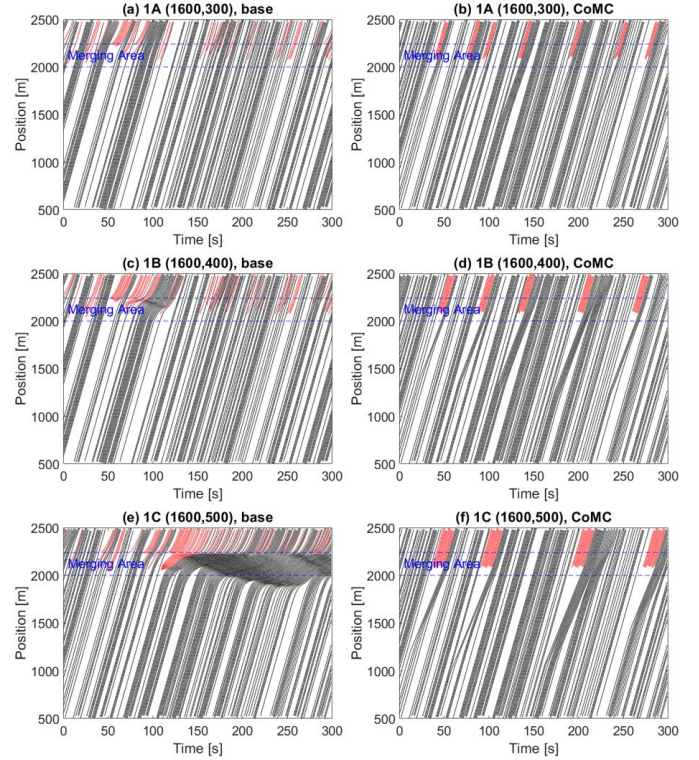 (a) 1A (1600,300), base
2500
2000
1500
1000
500
Position [m]
Merging Area
0 50 100 150 200 250 300
Time [s]
(b) 1A (1600,300), CoMC
2500
2000
1500
1000
500
Position [m]
Merging Area
0 50 100 150 200 250 300
Time [s]
(c) 1B (1600,400), base
2500
2000
1500
1000
500
Position [m]
Merging Area
0 50 100 150 200 250 300
Time [s]
(d) 1B (1600,400), CoMC
2500
2000
1500
1000
500
Position [m]
Merging Area
0 50 100 150 200 250 300
Time [s]
(e) 1C (1600,500), base
2500
2000
1500
1000
500
Position [m]
Merging Area
0 50 100 150 200 250 300
Time [s]
(f) 1C (1600,500), CoMC
2500
2000
1500
1000
500
Position [m]
Merging Area
0 50 100 150 200 250 300
Time [s]